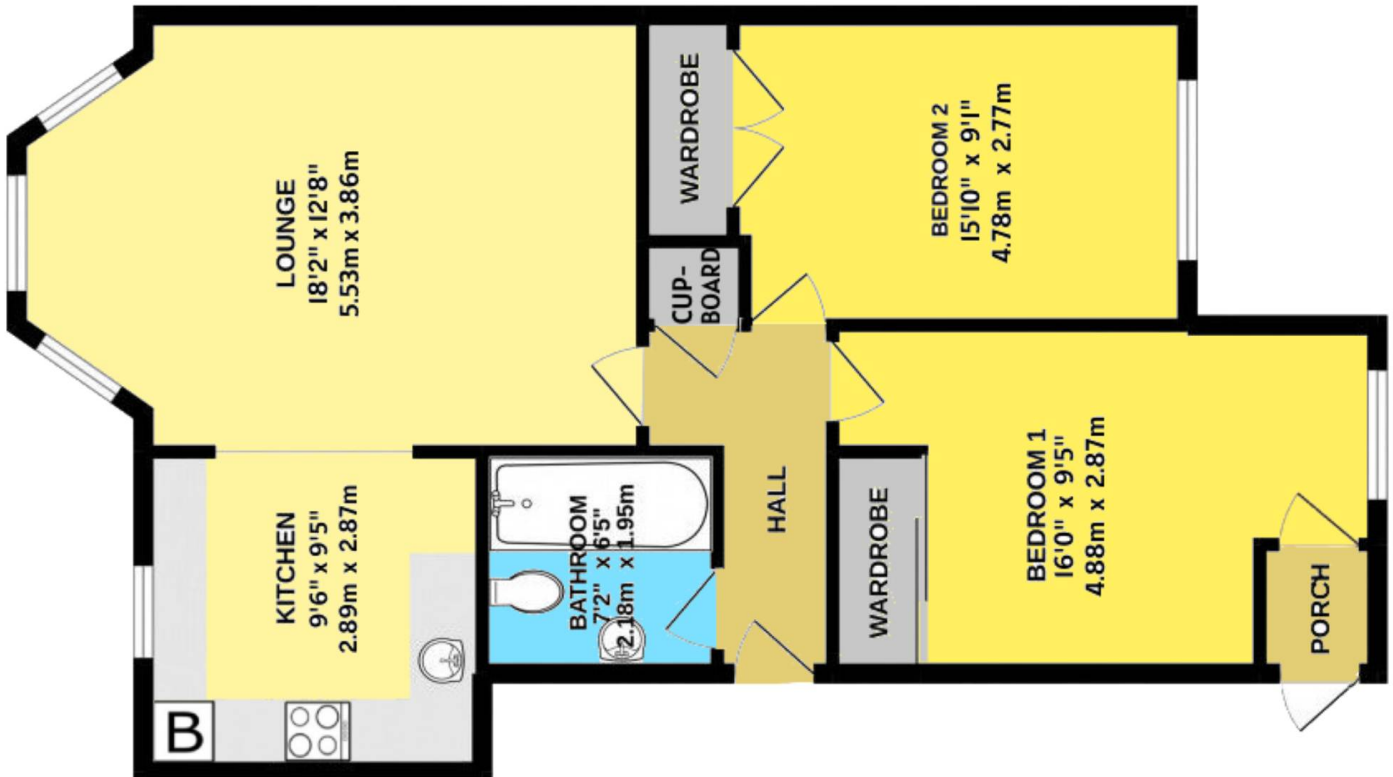 LOUNGE
18'2" x 12'8"
5.53m x 3.86m
WARDROBE
BEDROOM 2
15'10" x 9'1"
4.78m x 2.77m
CUP-
BOARD
KITCHEN
9'6" x 9'5"
2.89m x 2.87m
B
BATHROOM
7'2" x 6'5"
2.18m x 1.95m
HALL
WARDROBE
BEDROOM 1
16'0" x 9'5"
4.88m x 2.87m
PORCH